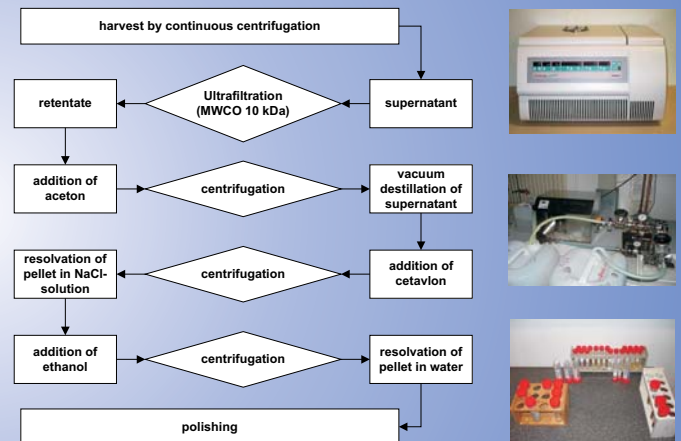 harvest by continuous centrifugation
supernatant
Ultrafiltration
(MWCO 10 kDa)
retentate
addition of
aceton
centrifugation
vacuum
destillation of
supernatant
addition of
cetavlon
centrifugation
resolvation of
pellet in NaCl-
solution
addition of
ethanol
centrifugation
resolvation of
pellet in water
polishing